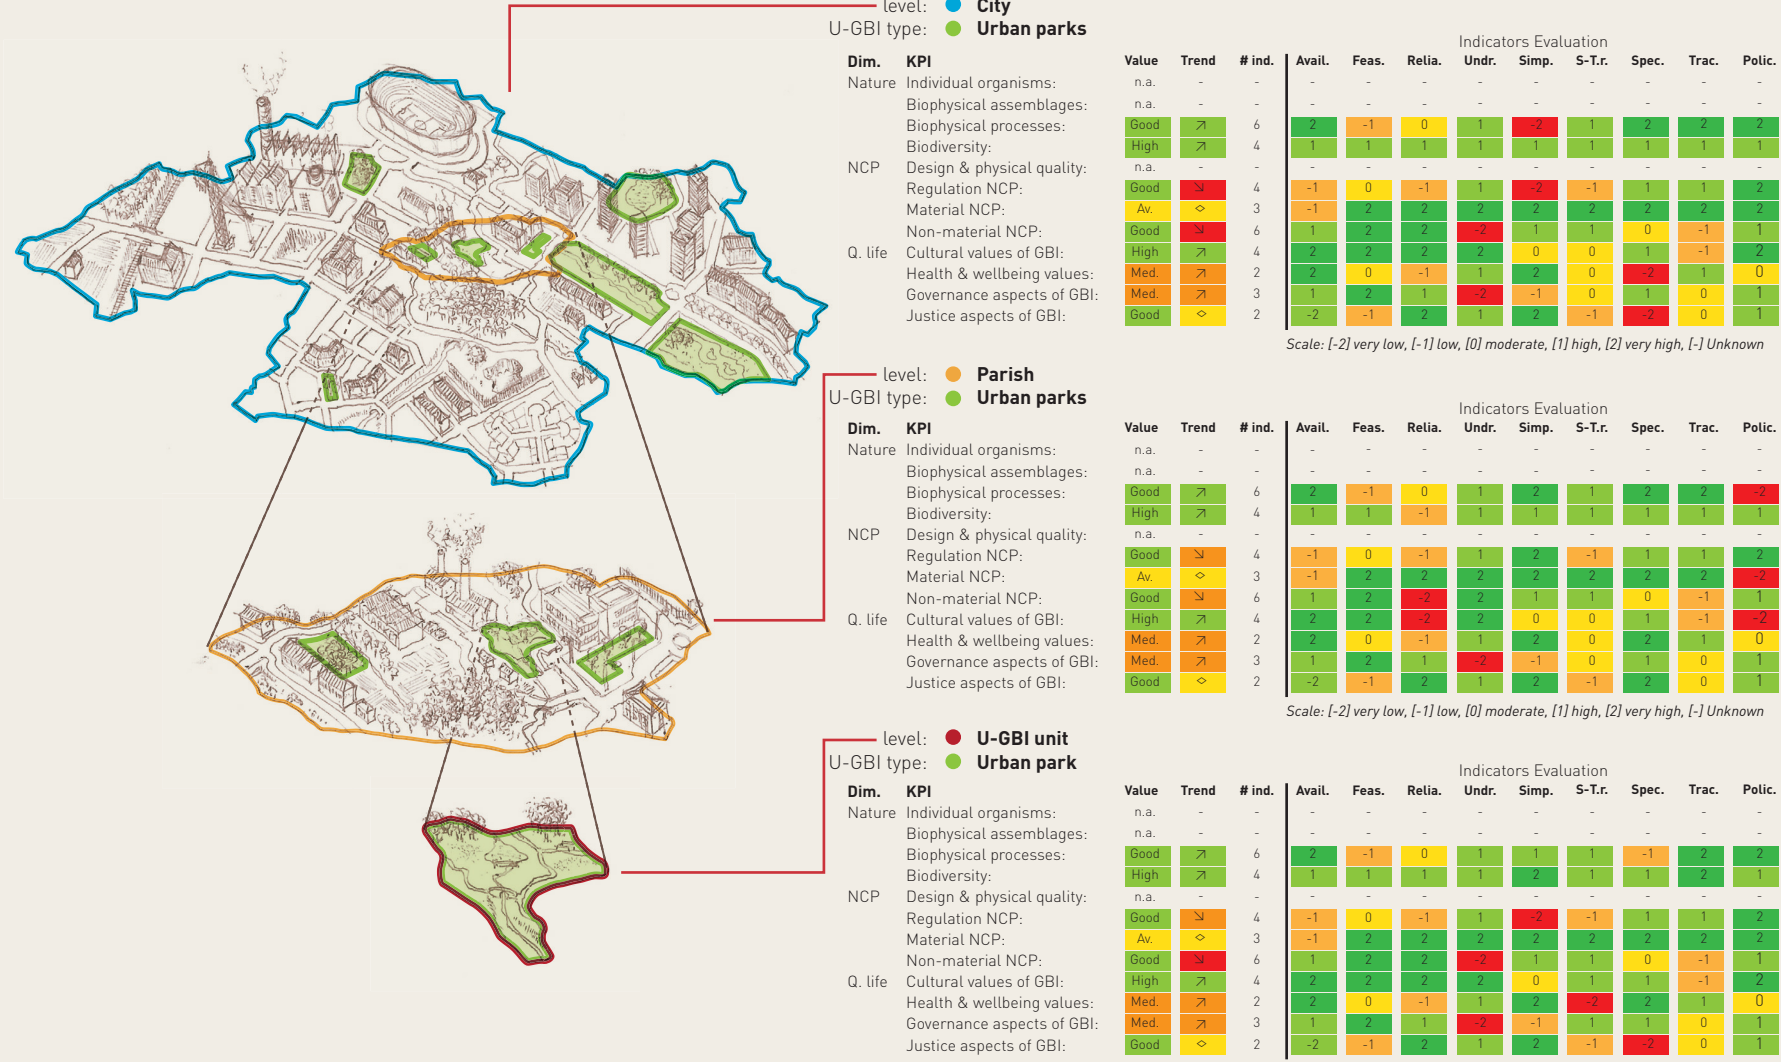 level: City
U-GBI type: Urban parks
Indicators Evaluation
Dim. KPI Value Trend # ind. Avail. Feas. Relia. Undr. Simp. S-T.r. Spec. Trac. Polic.
Nature Individual organisms: n.a. - - - - - - - - - - -
Biophysical assemblages: n.a. - - - - - - - - - - -
Biophysical processes: Good ↗ 6 2 -1 0 1 -2 1 2 2 2
Biodiversity: High ↗ 4 1 1 1 1 1 1 1 1 1
NCP Design & physical quality: n.a. - - - - - - - - - - -
Regulation NCP: Good ↘ 4 -1 0 -1 1 -2 -1 1 1 2
Material NCP: Av. ◇ 3 -1 2 2 2 2 2 2 2 2
Non-material NCP: Good ↘ 6 1 2 2 -2 1 1 0 -1 1
Q. life Cultural values of GBI: High ↗ 4 2 2 2 2 0 0 1 -1 2
Health & wellbeing values: Med. ↗ 2 2 0 -1 1 2 0 -2 1 0
Governance aspects of GBI: Med. ↗ 3 1 2 1 -2 -1 0 1 0 1
Justice aspects of GBI: Good ◇ 2 -2 -1 2 1 2 -1 -2 0 1
Scale: [-2] very low, [-1] low, [0] moderate, [1] high, [2] very high, [-] Unknown
level: Parish
U-GBI type: Urban parks
Indicators Evaluation
Dim. KPI Value Trend # ind. Avail. Feas. Relia. Undr. Simp. S-T.r. Spec. Trac. Polic.
Nature Individual organisms: n.a. - - - - - - - - - - -
Biophysical assemblages: n.a. - - - - - - - - - - -
Biophysical processes: Good ↗ 6 2 -1 0 1 2 1 2 2 -2
Biodiversity: High ↗ 4 1 1 -1 1 1 1 1 1 1
NCP Design & physical quality: n.a. - - - - - - - - - - -
Regulation NCP: Good ↘ 4 -1 0 -1 1 2 -1 1 1 2
Material NCP: Av. ◇ 3 -1 2 2 2 2 2 2 2 -2
Non-material NCP: Good ↘ 6 1 2 -2 2 1 1 0 -1 1
Q. life Cultural values of GBI: High ↗ 4 2 2 -2 2 0 0 1 -1 -2
Health & wellbeing values: Med. ↗ 2 2 0 -1 1 2 0 2 1 0
Governance aspects of GBI: Med. ↗ 3 1 2 1 -2 -1 0 1 0 1
Justice aspects of GBI: Good ◇ 2 -2 -1 2 1 2 -1 2 0 1
Scale: [-2] very low, [-1] low, [0] moderate, [1] high, [2] very high, [-] Unknown
level: U-GBI unit
U-GBI type: Urban park
Indicators Evaluation
Dim. KPI Value Trend # ind. Avail. Feas. Relia. Undr. Simp. S-T.r. Spec. Trac. Polic.
Nature Individual organisms: n.a. - - - - - - - - - - -
Biophysical assemblages: n.a. - - - - - - - - - - -
Biophysical processes: Good ↗ 6 2 -1 0 1 1 1 -1 2 2
Biodiversity: High ↗ 4 1 1 1 1 2 1 1 2 1
NCP Design & physical quality: n.a. - - - - - - - - - - -
Regulation NCP: Good ↘ 4 -1 0 -1 1 -2 -1 1 1 2
Material NCP: Av. ◇ 3 -1 2 2 2 2 2 2 2 2
Non-material NCP: Good ↘ 6 1 2 2 -2 1 1 0 -1 1
Q. life Cultural values of GBI: High ↗ 4 2 2 2 2 0 1 1 -1 2
Health & wellbeing values: Med. ↗ 2 2 0 -1 1 2 -2 2 1 0
Governance aspects of GBI: Med. ↗ 3 1 2 1 -2 -1 1 1 0 1
Justice aspects of GBI: Good ◇ 2 -2 -1 2 1 2 -1 -2 0 1